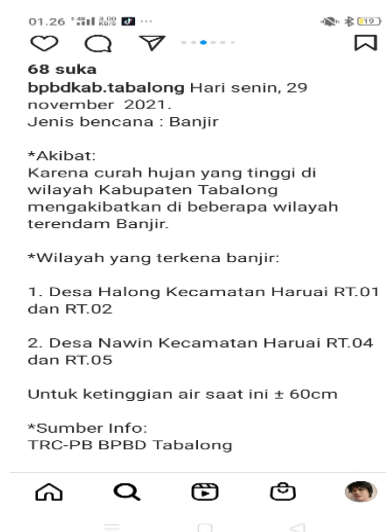 01.26
19
68 suka
bpbdkab.tabalong Hari senin, 29
november 2021.
Jenis bencana : Banjir
*Akibat:
Karena curah hujan yang tinggi di
wilayah Kabupaten Tabalong
mengakibatkan di beberapa wilayah
terendam Banjir.
*Wilayah yang terkena banjir:
1. Desa Halong Kecamatan Haruai RT.01
dan RT.02
2. Desa Nawin Kecamatan Haruai RT.04
dan RT.05
Untuk ketinggian air saat ini ± 60cm
*Sumber Info:
TRC-PB BPBD Tabalong